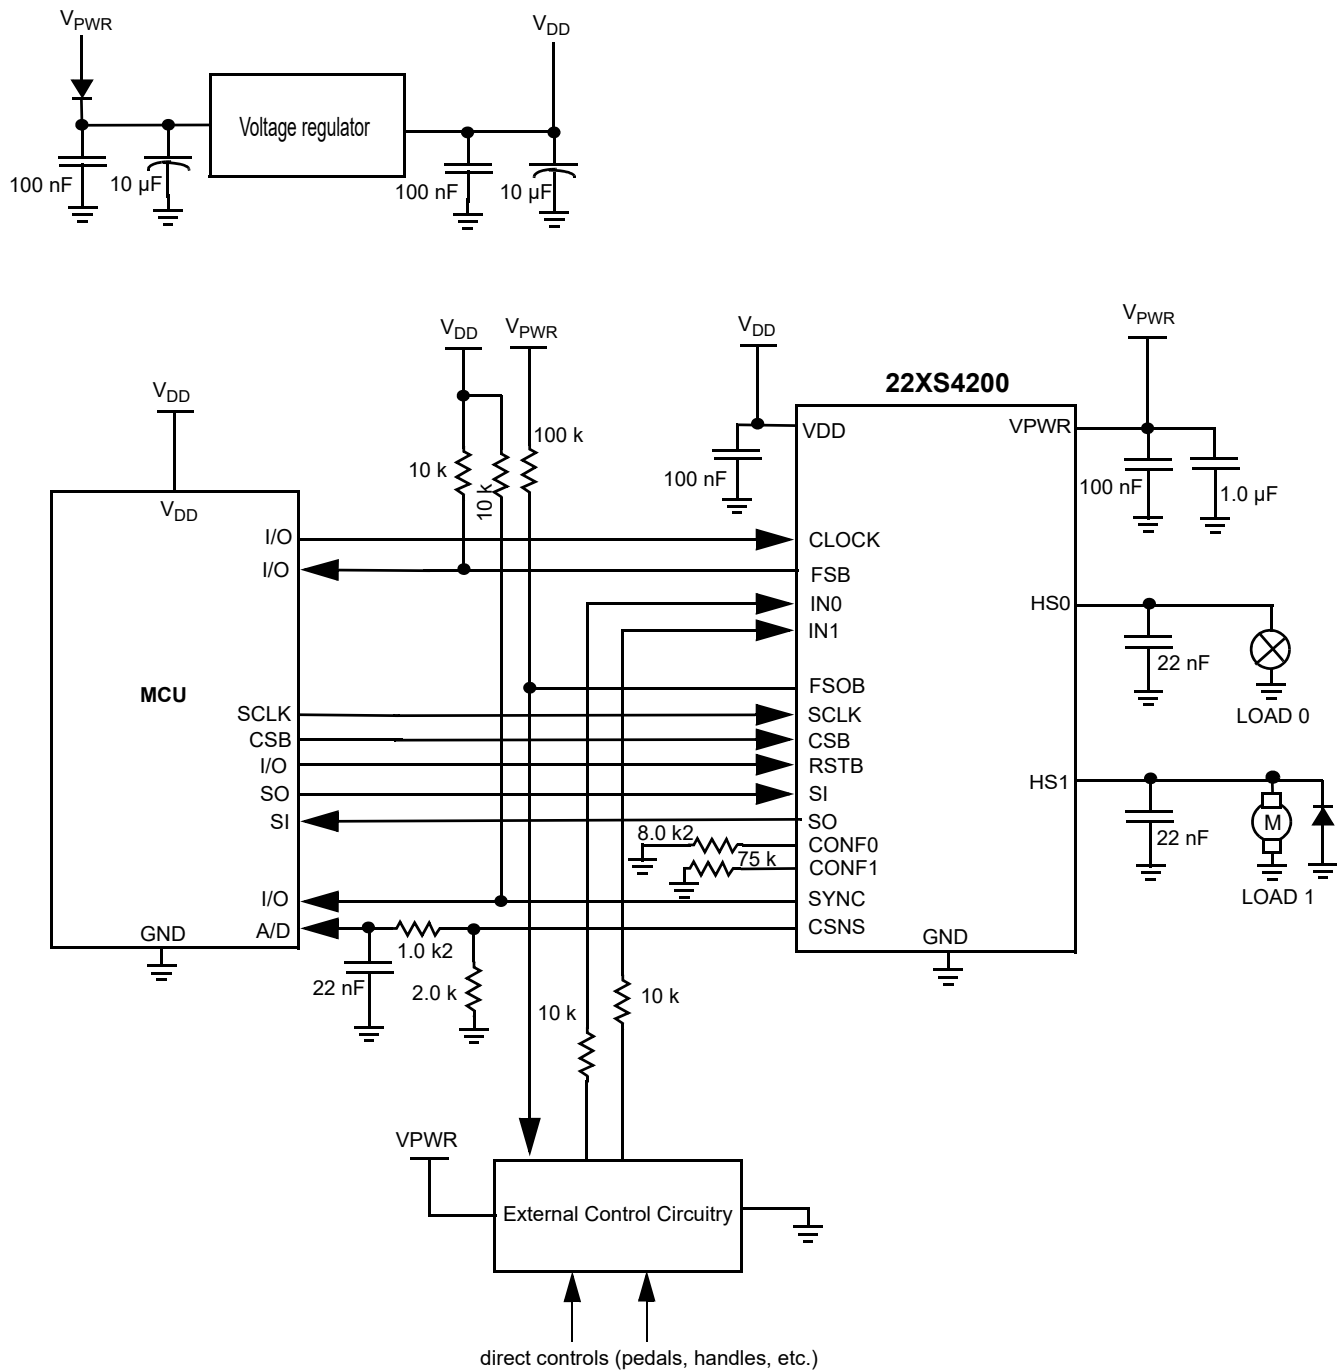 VPWR
VDD
Voltage regulator
100 nF
10 µF
100 nF
10 µF
VDD
VPWR
VDD
VPWR
22XS4200
VDD
VDD
VPWR
100 k
10 k
10 k
100 nF
100 nF
1.0 µF
VDD
I/O
CLOCK
I/O
FSB
IN0
HS0
IN1
22 nF
MCU
FSOB
SCLK
SCLK
LOAD 0
CSB
CSB
I/O
RSTB
HS1
SO
SI
SI
SO
8.0 k2
CONF0
22 nF
M
75 k
CONF1
I/O
SYNC
LOAD 1
GND
A/D
CSNS
GND
1.0 k2
22 nF
2.0 k
10 k
10 k
VPWR
External Control Circuitry
direct controls (pedals, handles, etc.)